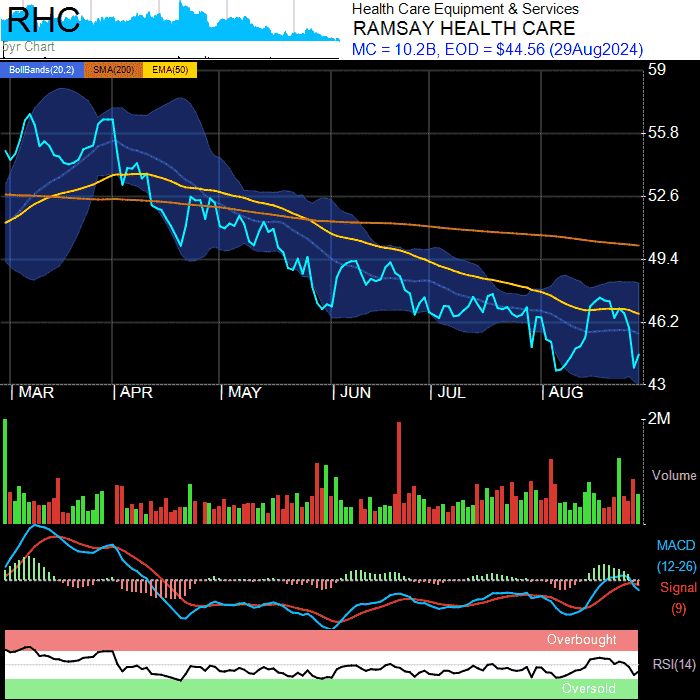 RHC
Health Care Equipment & Services
RAMSAY HEALTH CARE
MC = 10.2B, EOD = $44.56 (29Aug2024)
5yr Chart
BollBands(20,2) SMA(200) EMA(50)
59
55.8
52.6
49.4
46.2
43
MAR APR MAY JUN JUL AUG
2M
Volume
MACD
(12-26)
Signal
(9)
Overbought
RSI(14)
Oversold